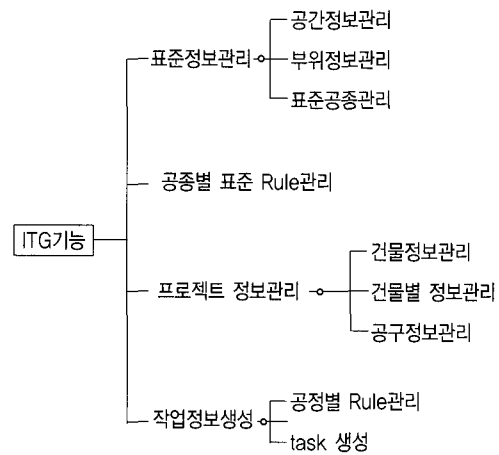 공간정보관리
표준정보관리
부위정보관리
표준공종관리
공종별 표준 Rule관리
ITG기능
건물정보관리
프로젝트 정보관리
건물별 정보관리
공구정보관리
공정별 Rule관리
작업정보생성
task 생성